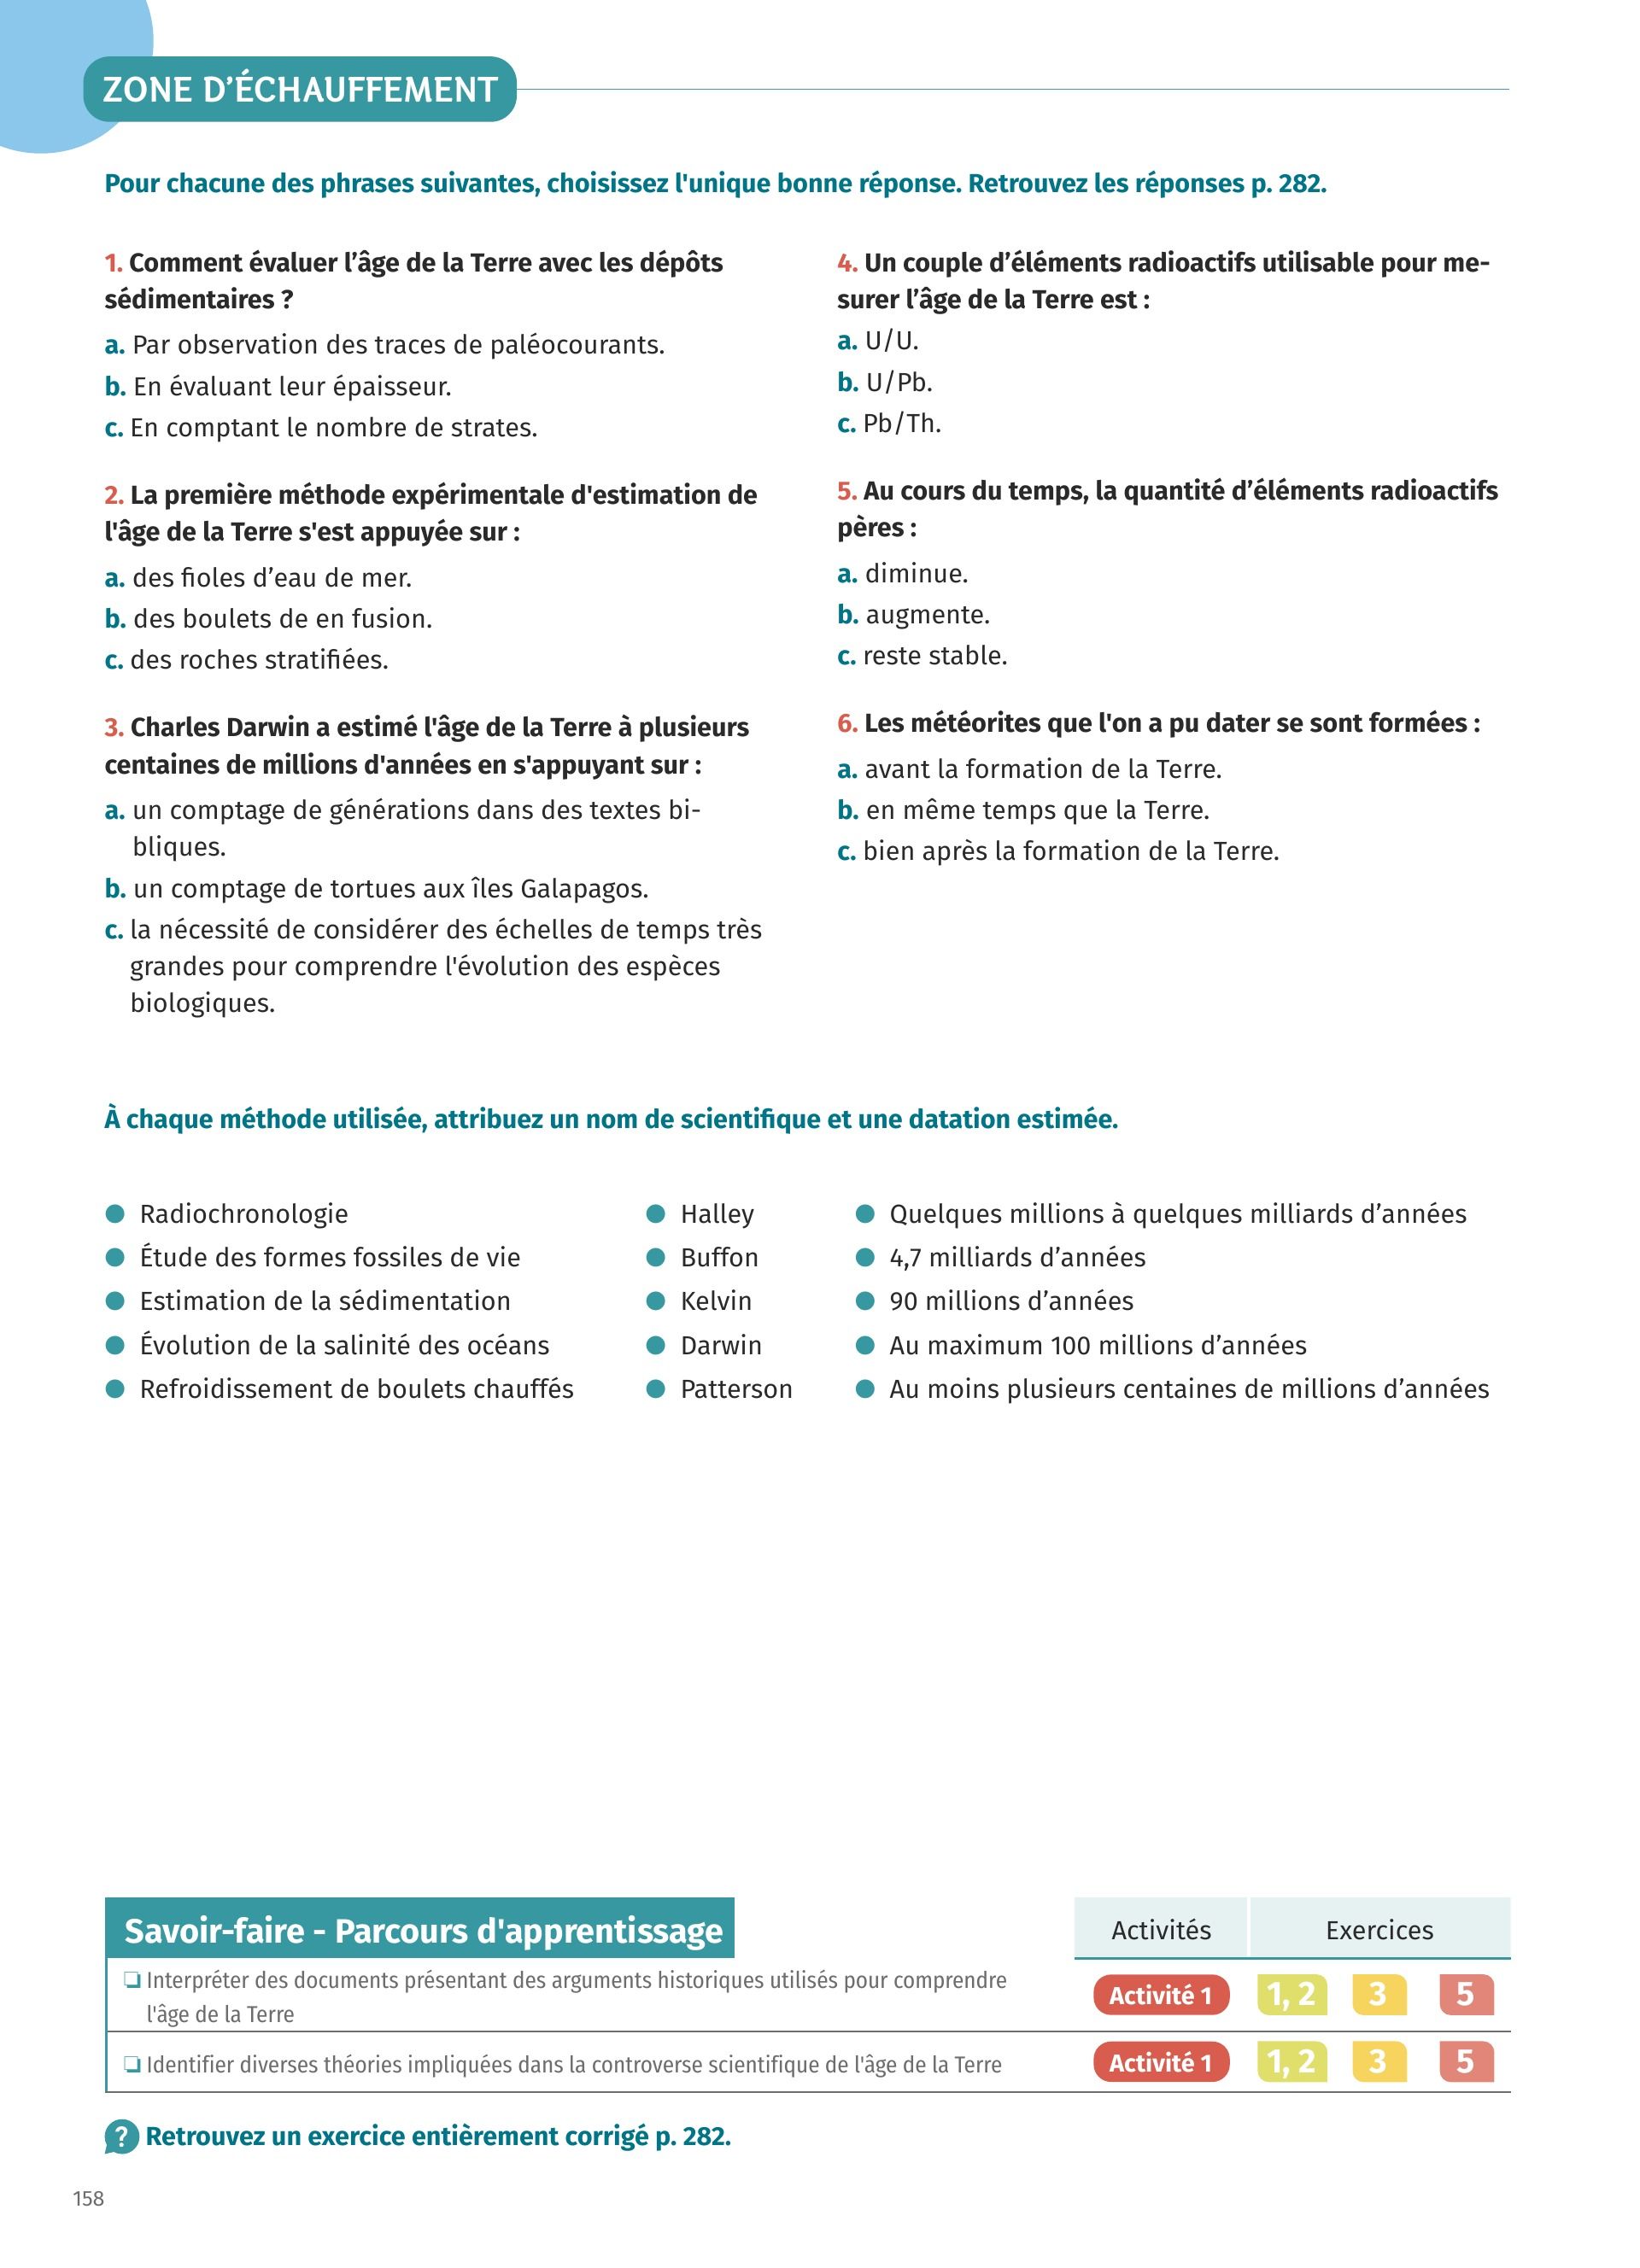 ZONE D’ÉCHAUFFEMENT
Pour chacune des phrases suivantes, choisissez l'unique bonne réponse. Retrouvez les réponses p. 282.
1. Comment évaluer l’âge de la Terre avec les dépôts
sédimentaires ?
a. Par observation des traces de paléocourants.
b. En évaluant leur épaisseur.
c. En comptant le nombre de strates.
2. La première méthode expérimentale d'estimation de
l'âge de la Terre s'est appuyée sur :
a. des fioles d’eau de mer.
b. des boulets de en fusion.
c. des roches stratifiées.
3. Charles Darwin a estimé l'âge de la Terre à plusieurs
centaines de millions d'années en s'appuyant sur :
a. un comptage de générations dans des textes bi-
bliques.
b. un comptage de tortues aux îles Galapagos.
c. la nécessité de considérer des échelles de temps très
grandes pour comprendre l'évolution des espèces
biologiques.
4. Un couple d’éléments radioactifs utilisable pour me-
surer l’âge de la Terre est :
a. U/U.
b. U/Pb.
c. Pb/Th.
5. Au cours du temps, la quantité d’éléments radioactifs
pères :
a. diminue.
b. augmente.
c. reste stable.
6. Les météorites que l'on a pu dater se sont formées :
a. avant la formation de la Terre.
b. en même temps que la Terre.
c. bien après la formation de la Terre.
À chaque méthode utilisée, attribuez un nom de scientifique et une datation estimée.
Radiochronologie
Étude des formes fossiles de vie
Estimation de la sédimentation
Évolution de la salinité des océans
Refroidissement de boulets chauffés
Halley
Buffon
Kelvin
Darwin
Patterson
Quelques millions à quelques milliards d’années
4,7 milliards d’années
90 millions d’années
Au maximum 100 millions d’années
Au moins plusieurs centaines de millions d’années
Savoir-faire - Parcours d'apprentissage
Activités
Exercices
Interpréter des documents présentant des arguments historiques utilisés pour comprendre
l'âge de la Terre
Activité 1
1, 2
3
5
Identifier diverses théories impliquées dans la controverse scientifique de l'âge de la Terre
Activité 1
1, 2
3
5
? Retrouvez un exercice entièrement corrigé p. 282.
158